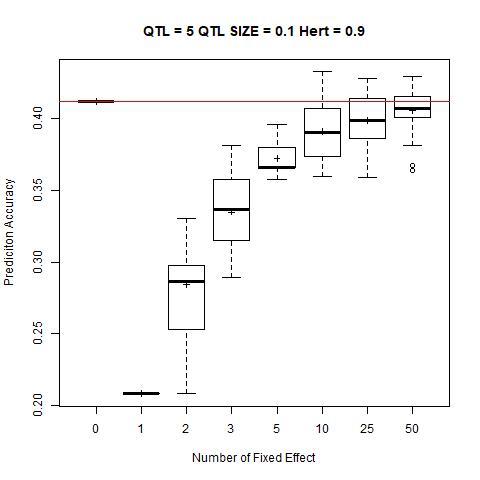 QTL = 5 QTL SIZE = 0.1 Hert = 0.9
Prediciton Accuracy
0.40
0.35
0.30
0.25
0.20
0 1 2 3 5 10 25 50
Number of Fixed Effect